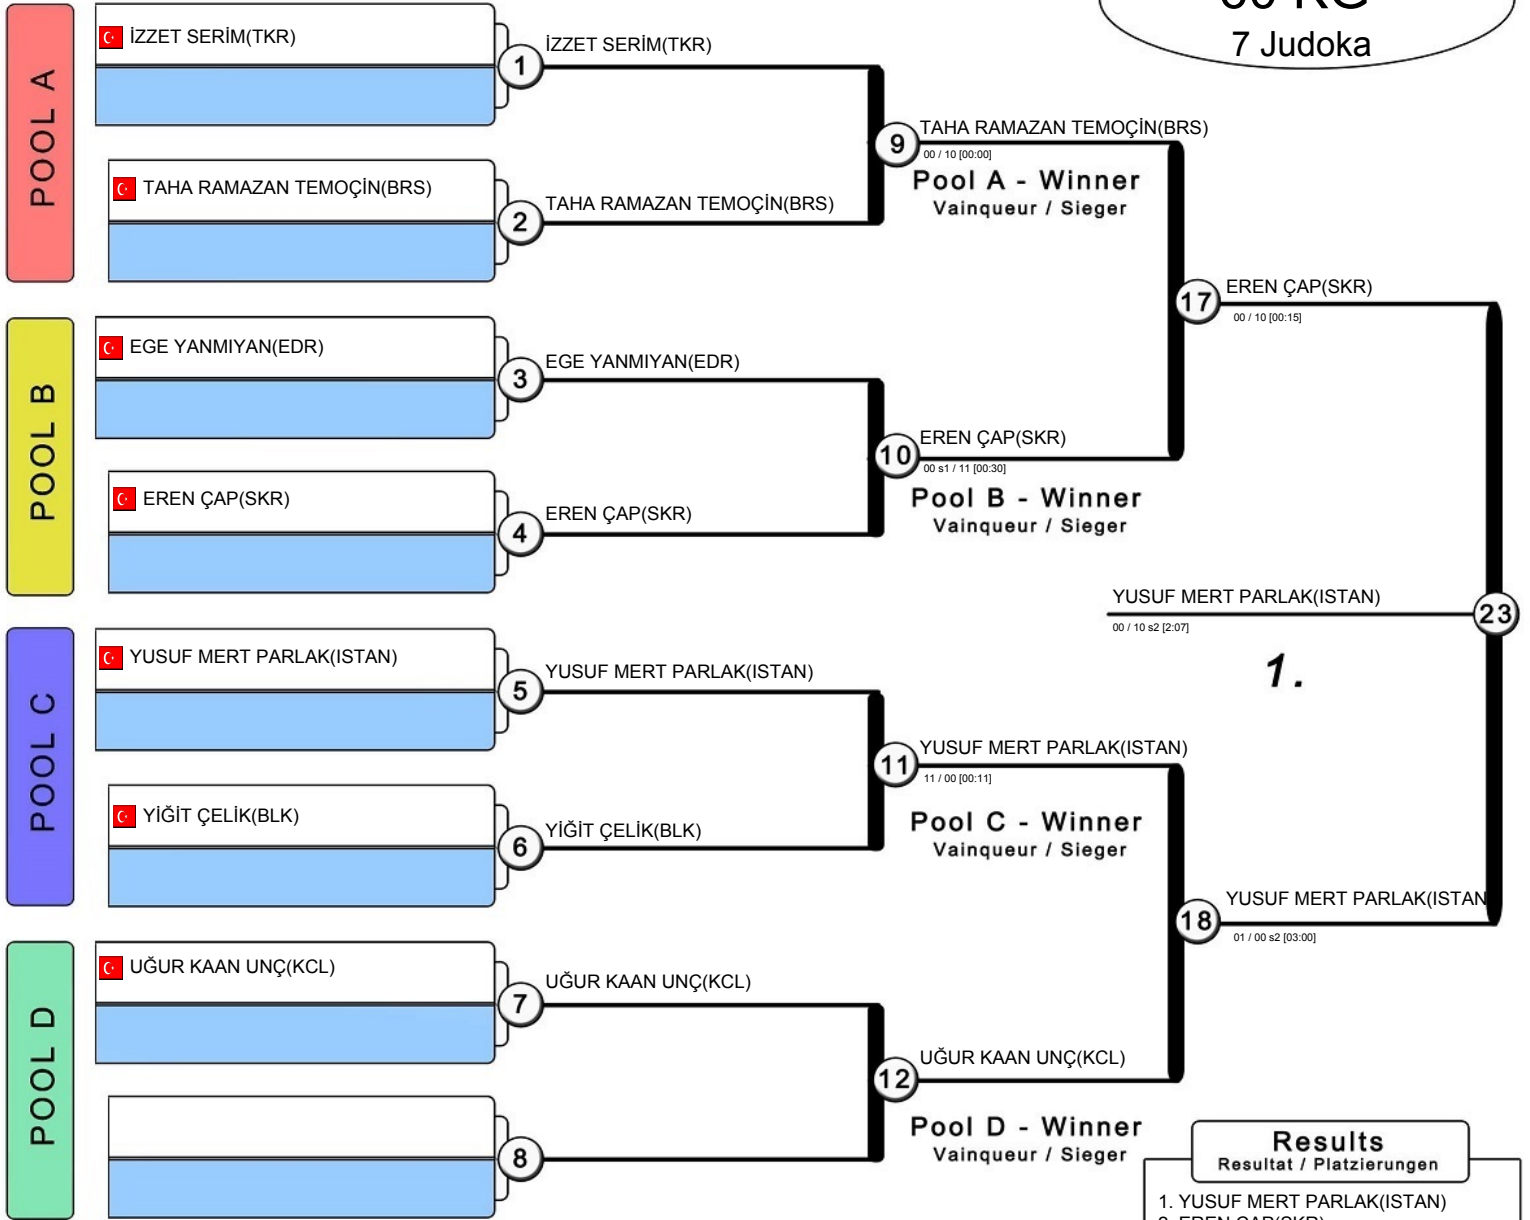 KG
7 Judoka
POOL A
İZZET SERİM(TKR)
1
İZZET SERİM(TKR)
TAHA RAMAZAN TEMOÇİN(BRS)
2
TAHA RAMAZAN TEMOÇİN(BRS)
9
TAHA RAMAZAN TEMOÇİN(BRS)
00 / 10 [00:00]
Pool A - Winner
Vainqueur / Sieger
POOL B
EGE YANMIYAN(EDR)
3
EGE YANMIYAN(EDR)
EREN ÇAP(SKR)
4
EREN ÇAP(SKR)
10
EREN ÇAP(SKR)
00 s1 / 11 [00:30]
Pool B - Winner
Vainqueur / Sieger
17
EREN ÇAP(SKR)
00 / 10 [00:15]
YUSUF MERT PARLAK(ISTAN)
00 / 10 s2 [2:07]
23
1.
POOL C
YUSUF MERT PARLAK(ISTAN)
5
YUSUF MERT PARLAK(ISTAN)
YİĞİT ÇELİK(BLK)
6
YİĞİT ÇELİK(BLK)
11
YUSUF MERT PARLAK(ISTAN)
11 / 00 [00:11]
Pool C - Winner
Vainqueur / Sieger
18
YUSUF MERT PARLAK(ISTAN
01 / 00 s2 [03:00]
POOL D
UĞUR KAAN UNÇ(KCL)
7
UĞUR KAAN UNÇ(KCL)
8
12
UĞUR KAAN UNÇ(KCL)
Pool D - Winner
Vainqueur / Sieger
Results
Resultat / Platzierungen
1. YUSUF MERT PARLAK(ISTAN)
2. EREN ÇAP(SKR)